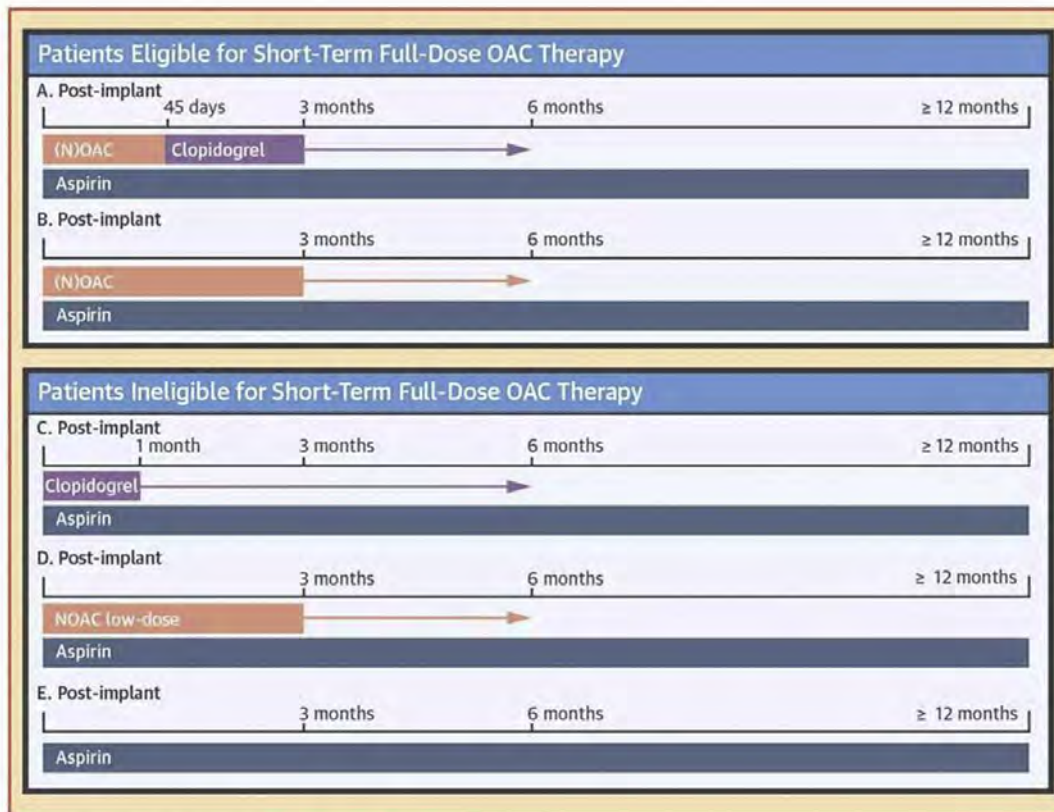 Patients Eligible for Short-Term Full-Dose OAC Therapy
A. Post-implant
45 days 3 months 6 months ≥ 12 months
(N)OAC Clopidogrel
Aspirin
B. Post-implant
3 months 6 months ≥ 12 months
(N)OAC
Aspirin
Patients Ineligible for Short-Term Full-Dose OAC Therapy
C. Post-implant
1 month 3 months 6 months ≥ 12 months
Clopidogrel
Aspirin
D. Post-implant
3 months 6 months ≥ 12 months
NOAC low-dose
Aspirin
E. Post-implant
3 months 6 months ≥ 12 months
Aspirin